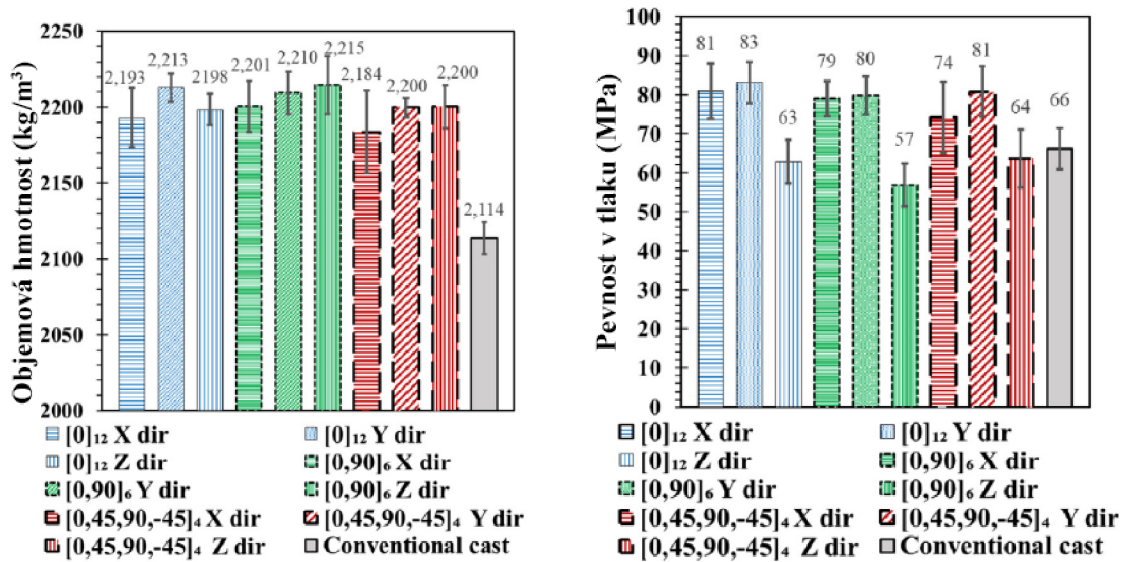 Objemová hmotnost (kg/m³)
2250
2200
2150
2100
2050
2000
2,193
2,213
2198
2,201
2,210
2,215
2,184
2,200
2,200
2,114
[0]₁₂ X dir
[0]₁₂ Y dir
[0]₁₂ Z dir
[0,90]₆ X dir
[0,90]₆ Y dir
[0,90]₆ Z dir
[0,45,90,-45]₄ X dir
[0,45,90,-45]₄ Y dir
[0,45,90,-45]₄ Z dir
Conventional cast
Pevnost v tlaku (MPa)
100
90
80
70
60
50
40
30
20
10
0
81
83
63
79
80
57
74
81
64
66
[0]₁₂ X dir
[0]₁₂ Y dir
[0]₁₂ Z dir
[0,90]₆ X dir
[0,90]₆ Y dir
[0,90]₆ Z dir
[0,45,90,-45]₄ X dir
[0,45,90,-45]₄ Y dir
[0,45,90,-45]₄ Z dir
Conventional cast